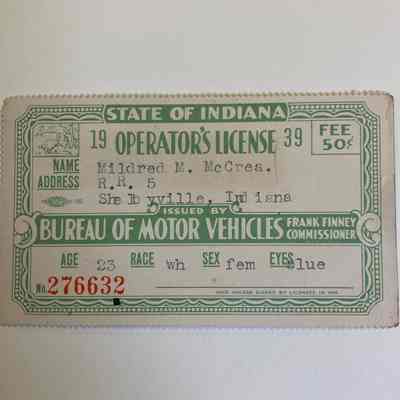 STATE OF INDIANA
19 OPERATOR'S LICENSE 39
FEE 50¢
NAME Mildred M. McCrea.
ADDRESS R.R. 5
Shelbyville, Indiana
ISSUED BY
BUREAU OF MOTOR VEHICLES FRANK FINNEY COMMISSIONER
AGE 23 RACE wh SEX fem EYES Blue
No. 276632